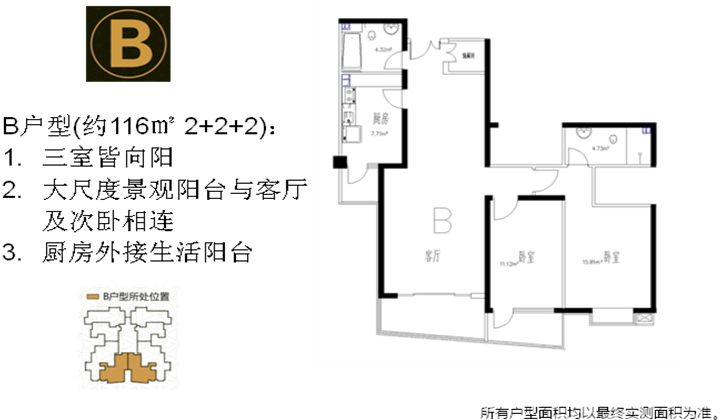 B
B户型(约116㎡ 2+2+2)：
1. 三室皆向阳
2. 大尺度景观阳台与客厅
及次卧相连
3. 厨房外接生活阳台
B户型所处位置
4.32m²
储藏间
厨房
7.71m²
4.73m²
B
客厅
卧室
11.12m²
卧室
15.81m²
所有户型面积均以最终实测面积为准。